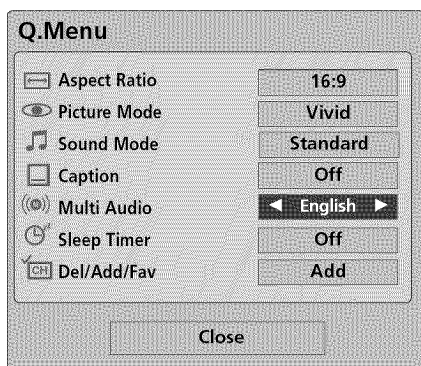 Q.Menu
Aspect Ratio 16:9
Picture Mode Vivid
Sound Mode Standard
Caption Off
Multi Audio ◄ English ►
Sleep Timer Off
CH Del/Add/Fav Add
Close